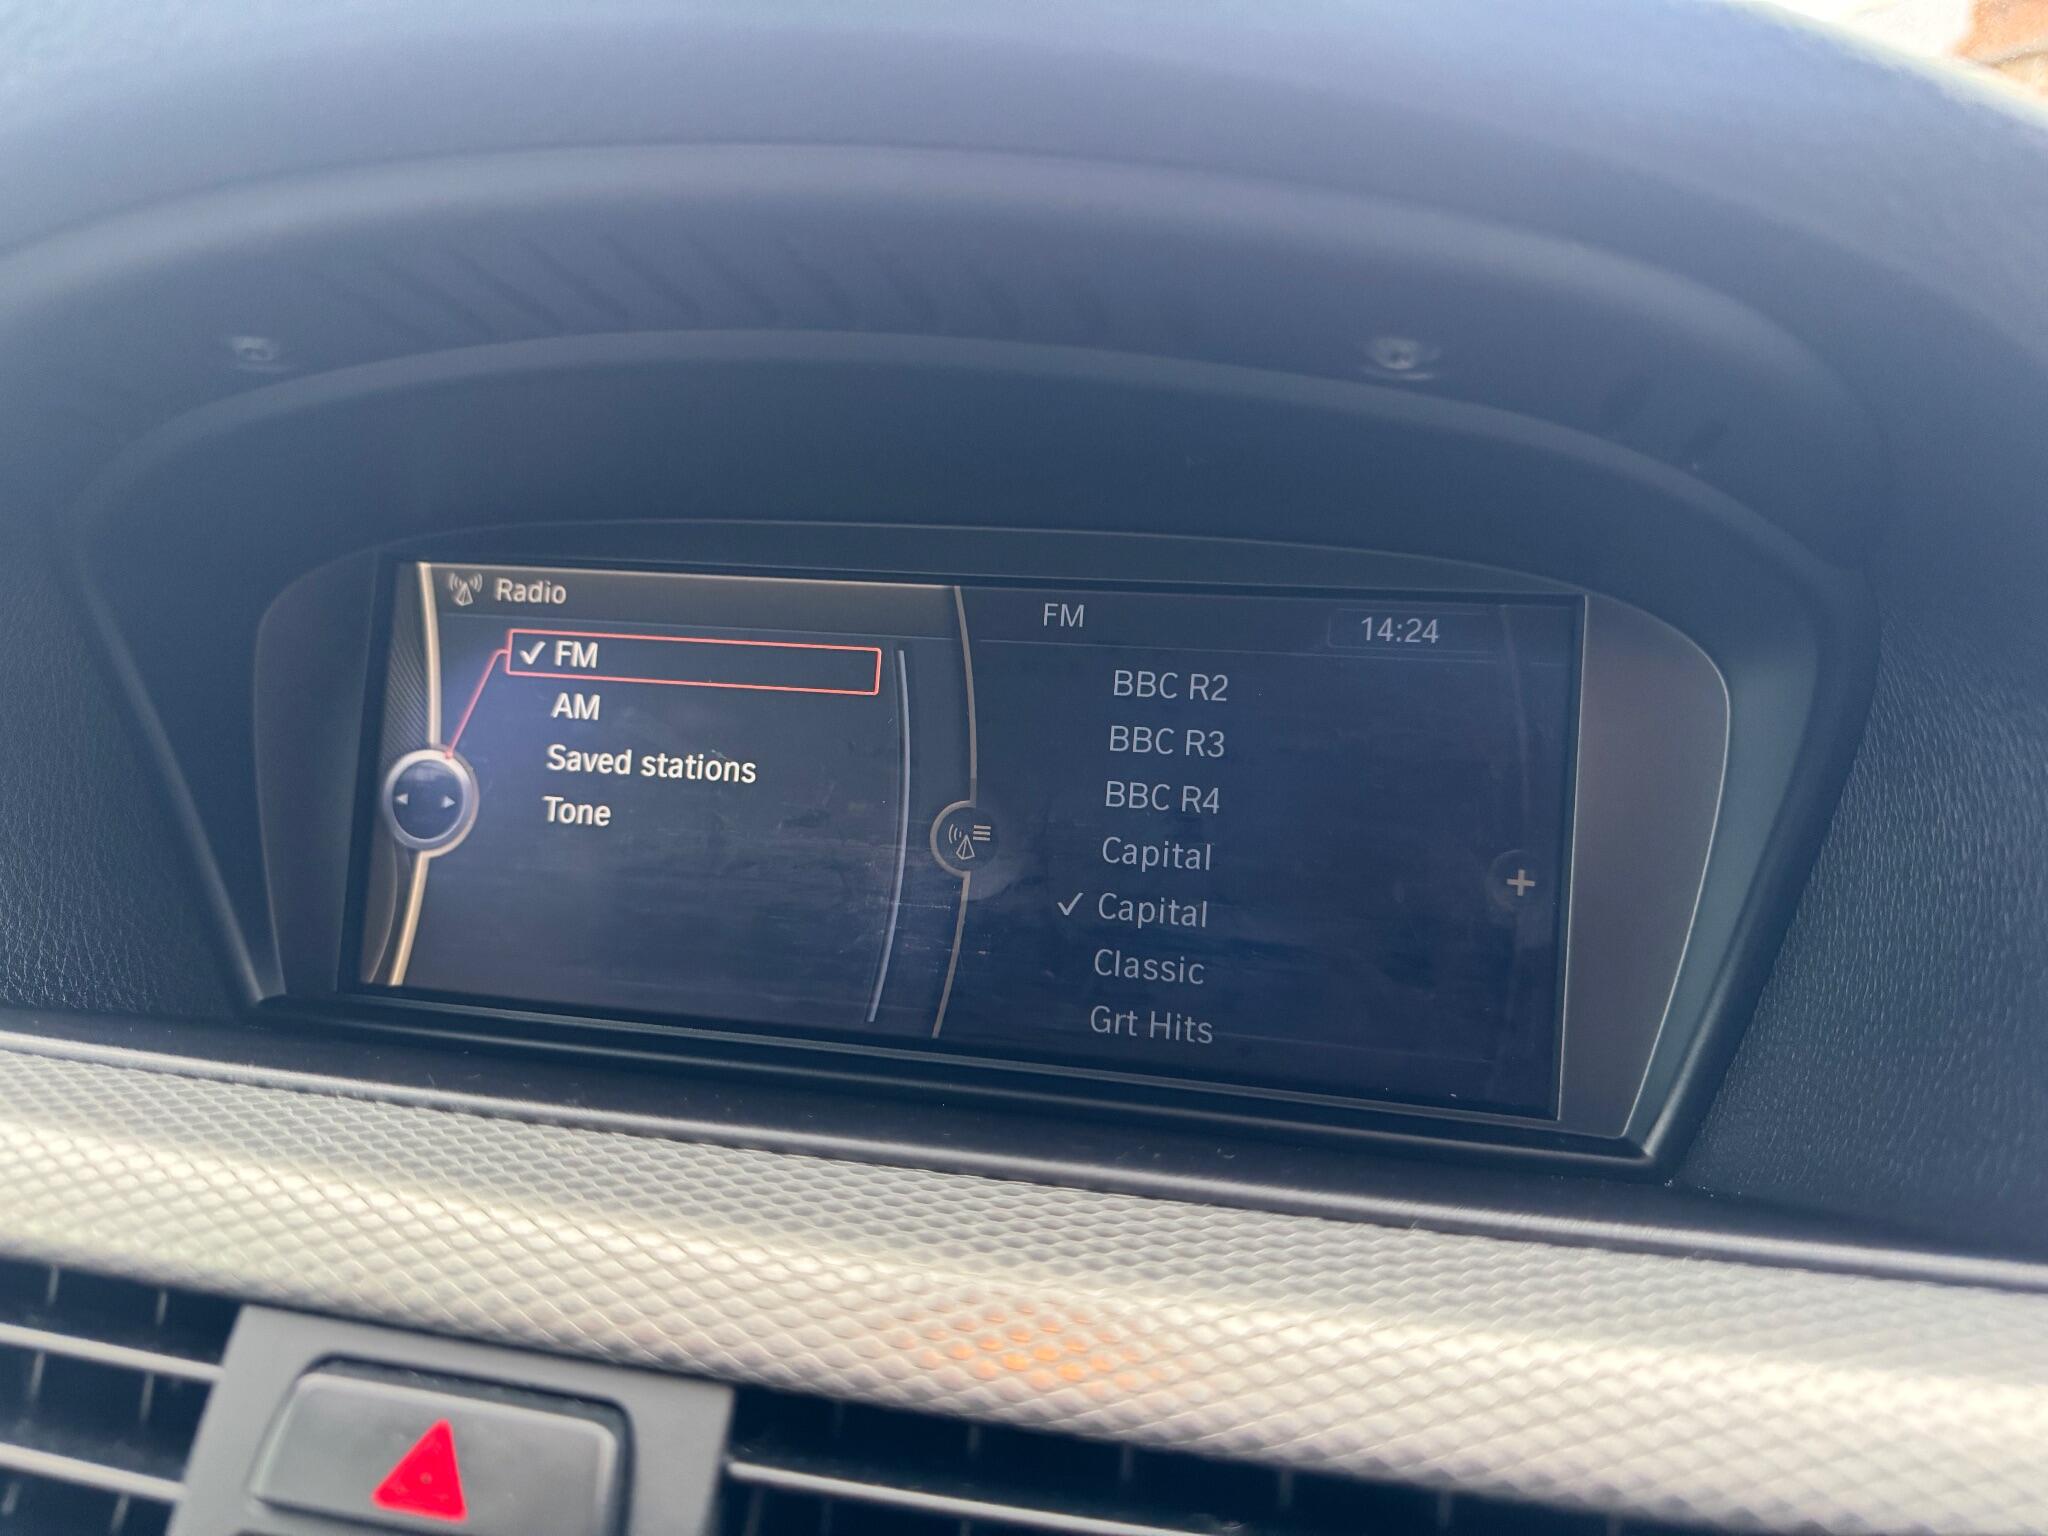 Radio
✓ FM
AM
Saved stations
Tone
FM
14:24
BBC R2
BBC R3
BBC R4
Capital
✓ Capital
Classic
Grt Hits
+